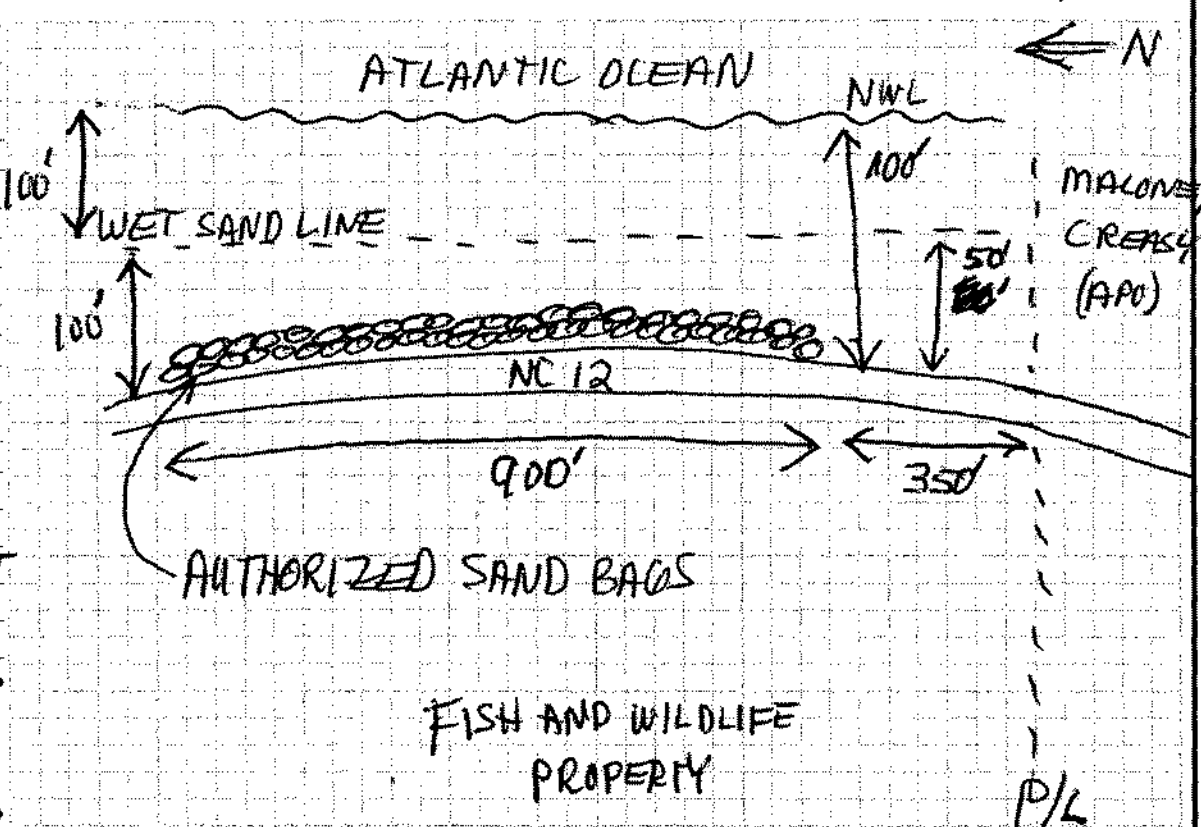 N
ATLANTIC OCEAN
NWL
100'
100'
MALONE,
CREASY
(APO)
WET SAND LINE
50'
100'
NC 12
900'
350'
AUTHORIZED SAND BAGS
FISH AND WILDLIFE
PROPERTY
P/L